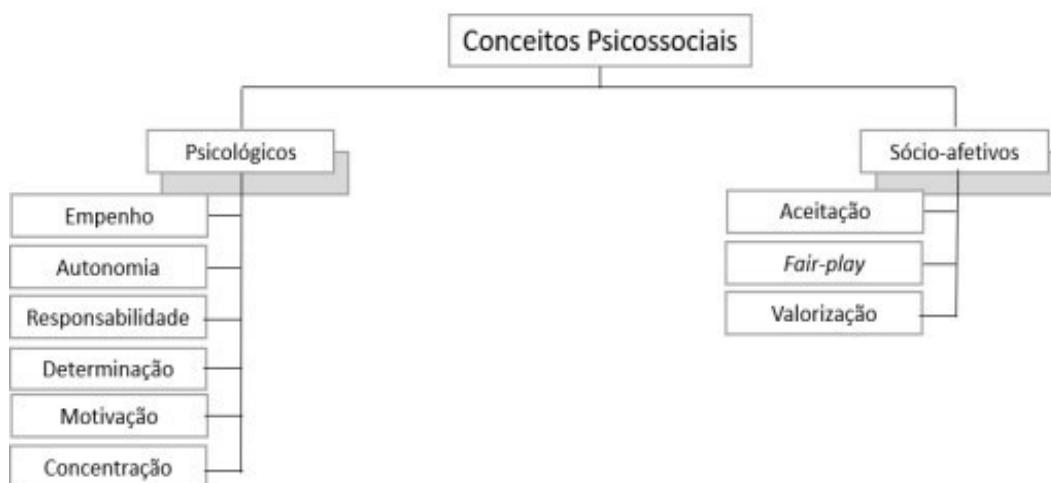 Conceitos Psicossociais
Psicológicos
Empenho
Autonomia
Responsabilidade
Determinação
Motivação
Concentração
Sócio-afetivos
Aceitação
Fair-play
Valorização